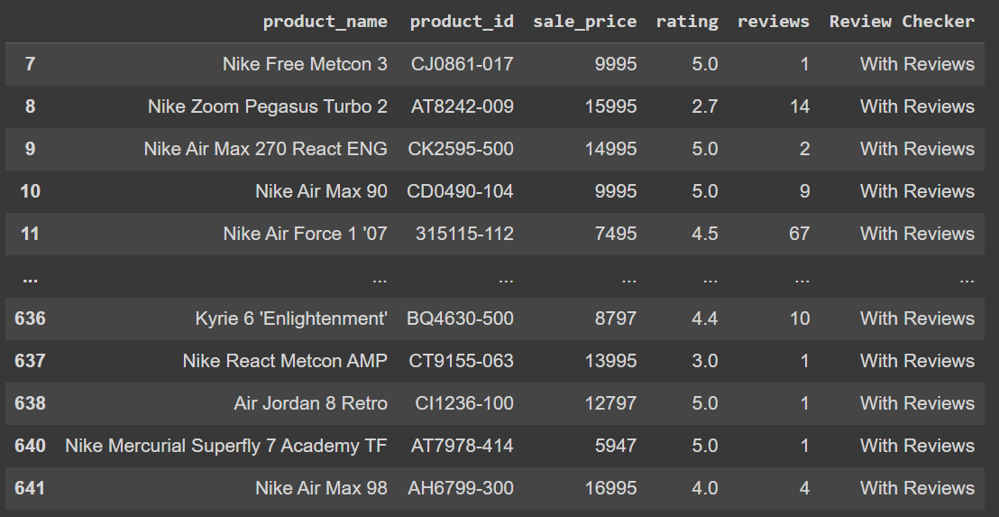 product_name product_id sale_price rating reviews Review Checker
7 Nike Free Metcon 3 CJ0861-017 9995 5.0 1 With Reviews
8 Nike Zoom Pegasus Turbo 2 AT8242-009 15995 2.7 14 With Reviews
9 Nike Air Max 270 React ENG CK2595-500 14995 5.0 2 With Reviews
10 Nike Air Max 90 CD0490-104 9995 5.0 9 With Reviews
11 Nike Air Force 1 '07 315115-112 7495 4.5 67 With Reviews
... ... ... ... ... ... ...
636 Kyrie 6 'Enlightenment' BQ4630-500 8797 4.4 10 With Reviews
637 Nike React Metcon AMP CT9155-063 13995 3.0 1 With Reviews
638 Air Jordan 8 Retro CI1236-100 12797 5.0 1 With Reviews
640 Nike Mercurial Superfly 7 Academy TF AT7978-414 5947 5.0 1 With Reviews
641 Nike Air Max 98 AH6799-300 16995 4.0 4 With Reviews